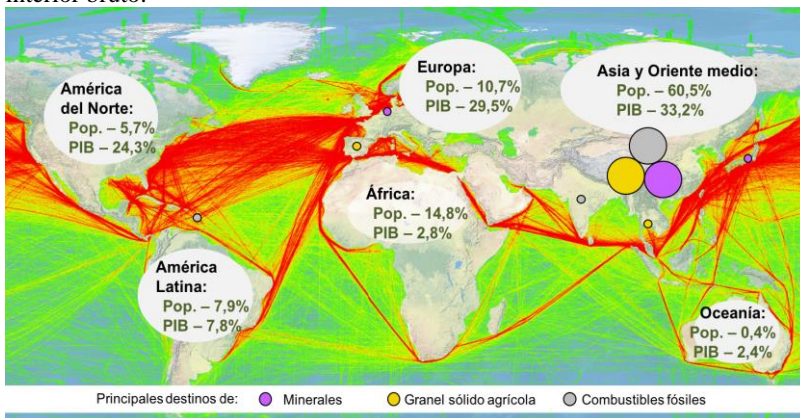 interior bruto.
América
del Norte:
Pop. – 5,7%
PIB – 24,3%
Europa:
Pop. – 10,7%
PIB – 29,5%
Asia y Oriente medio:
Pop. – 60,5%
PIB – 33,2%
África:
Pop. – 14,8%
PIB – 2,8%
América
Latina:
Pop. – 7,9%
PIB – 7,8%
Oceanía:
Pop. – 0,4%
PIB – 2,4%
Principales destinos de: Minerales Granel sólido agrícola Combustibles fósiles